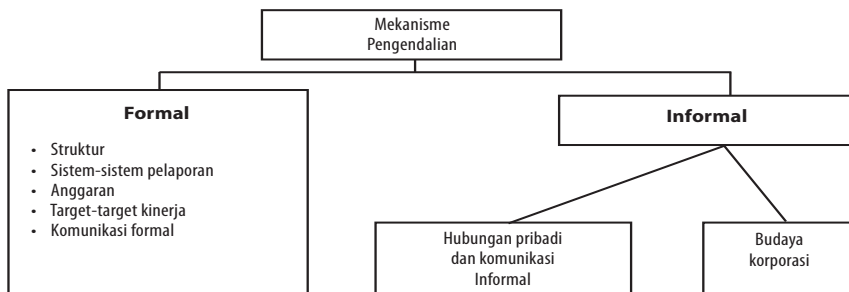 Mekanisme
Pengendalian
Formal
• Struktur
• Sistem-sistem pelaporan
• Anggaran
• Target-target kinerja
• Komunikasi formal
Informal
Hubungan pribadi
dan komunikasi
Informal
Budaya
korporasi